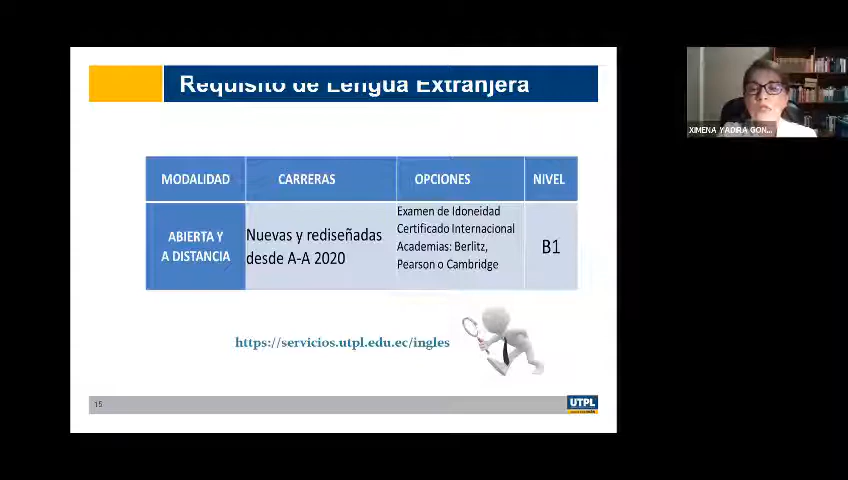 Requisito de Lengua Extranjera
XIMENA YADIRA GON...
MODALIDAD CARRERAS OPCIONES NIVEL
ABIERTA Y
A DISTANCIA
Nuevas y rediseñadas
desde A-A 2020
Examen de Idoneidad
Certificado Internacional
Academias: Berlitz,
Pearson o Cambridge
B1
https://servicios.utpl.edu.ec/ingles
15
UTPL